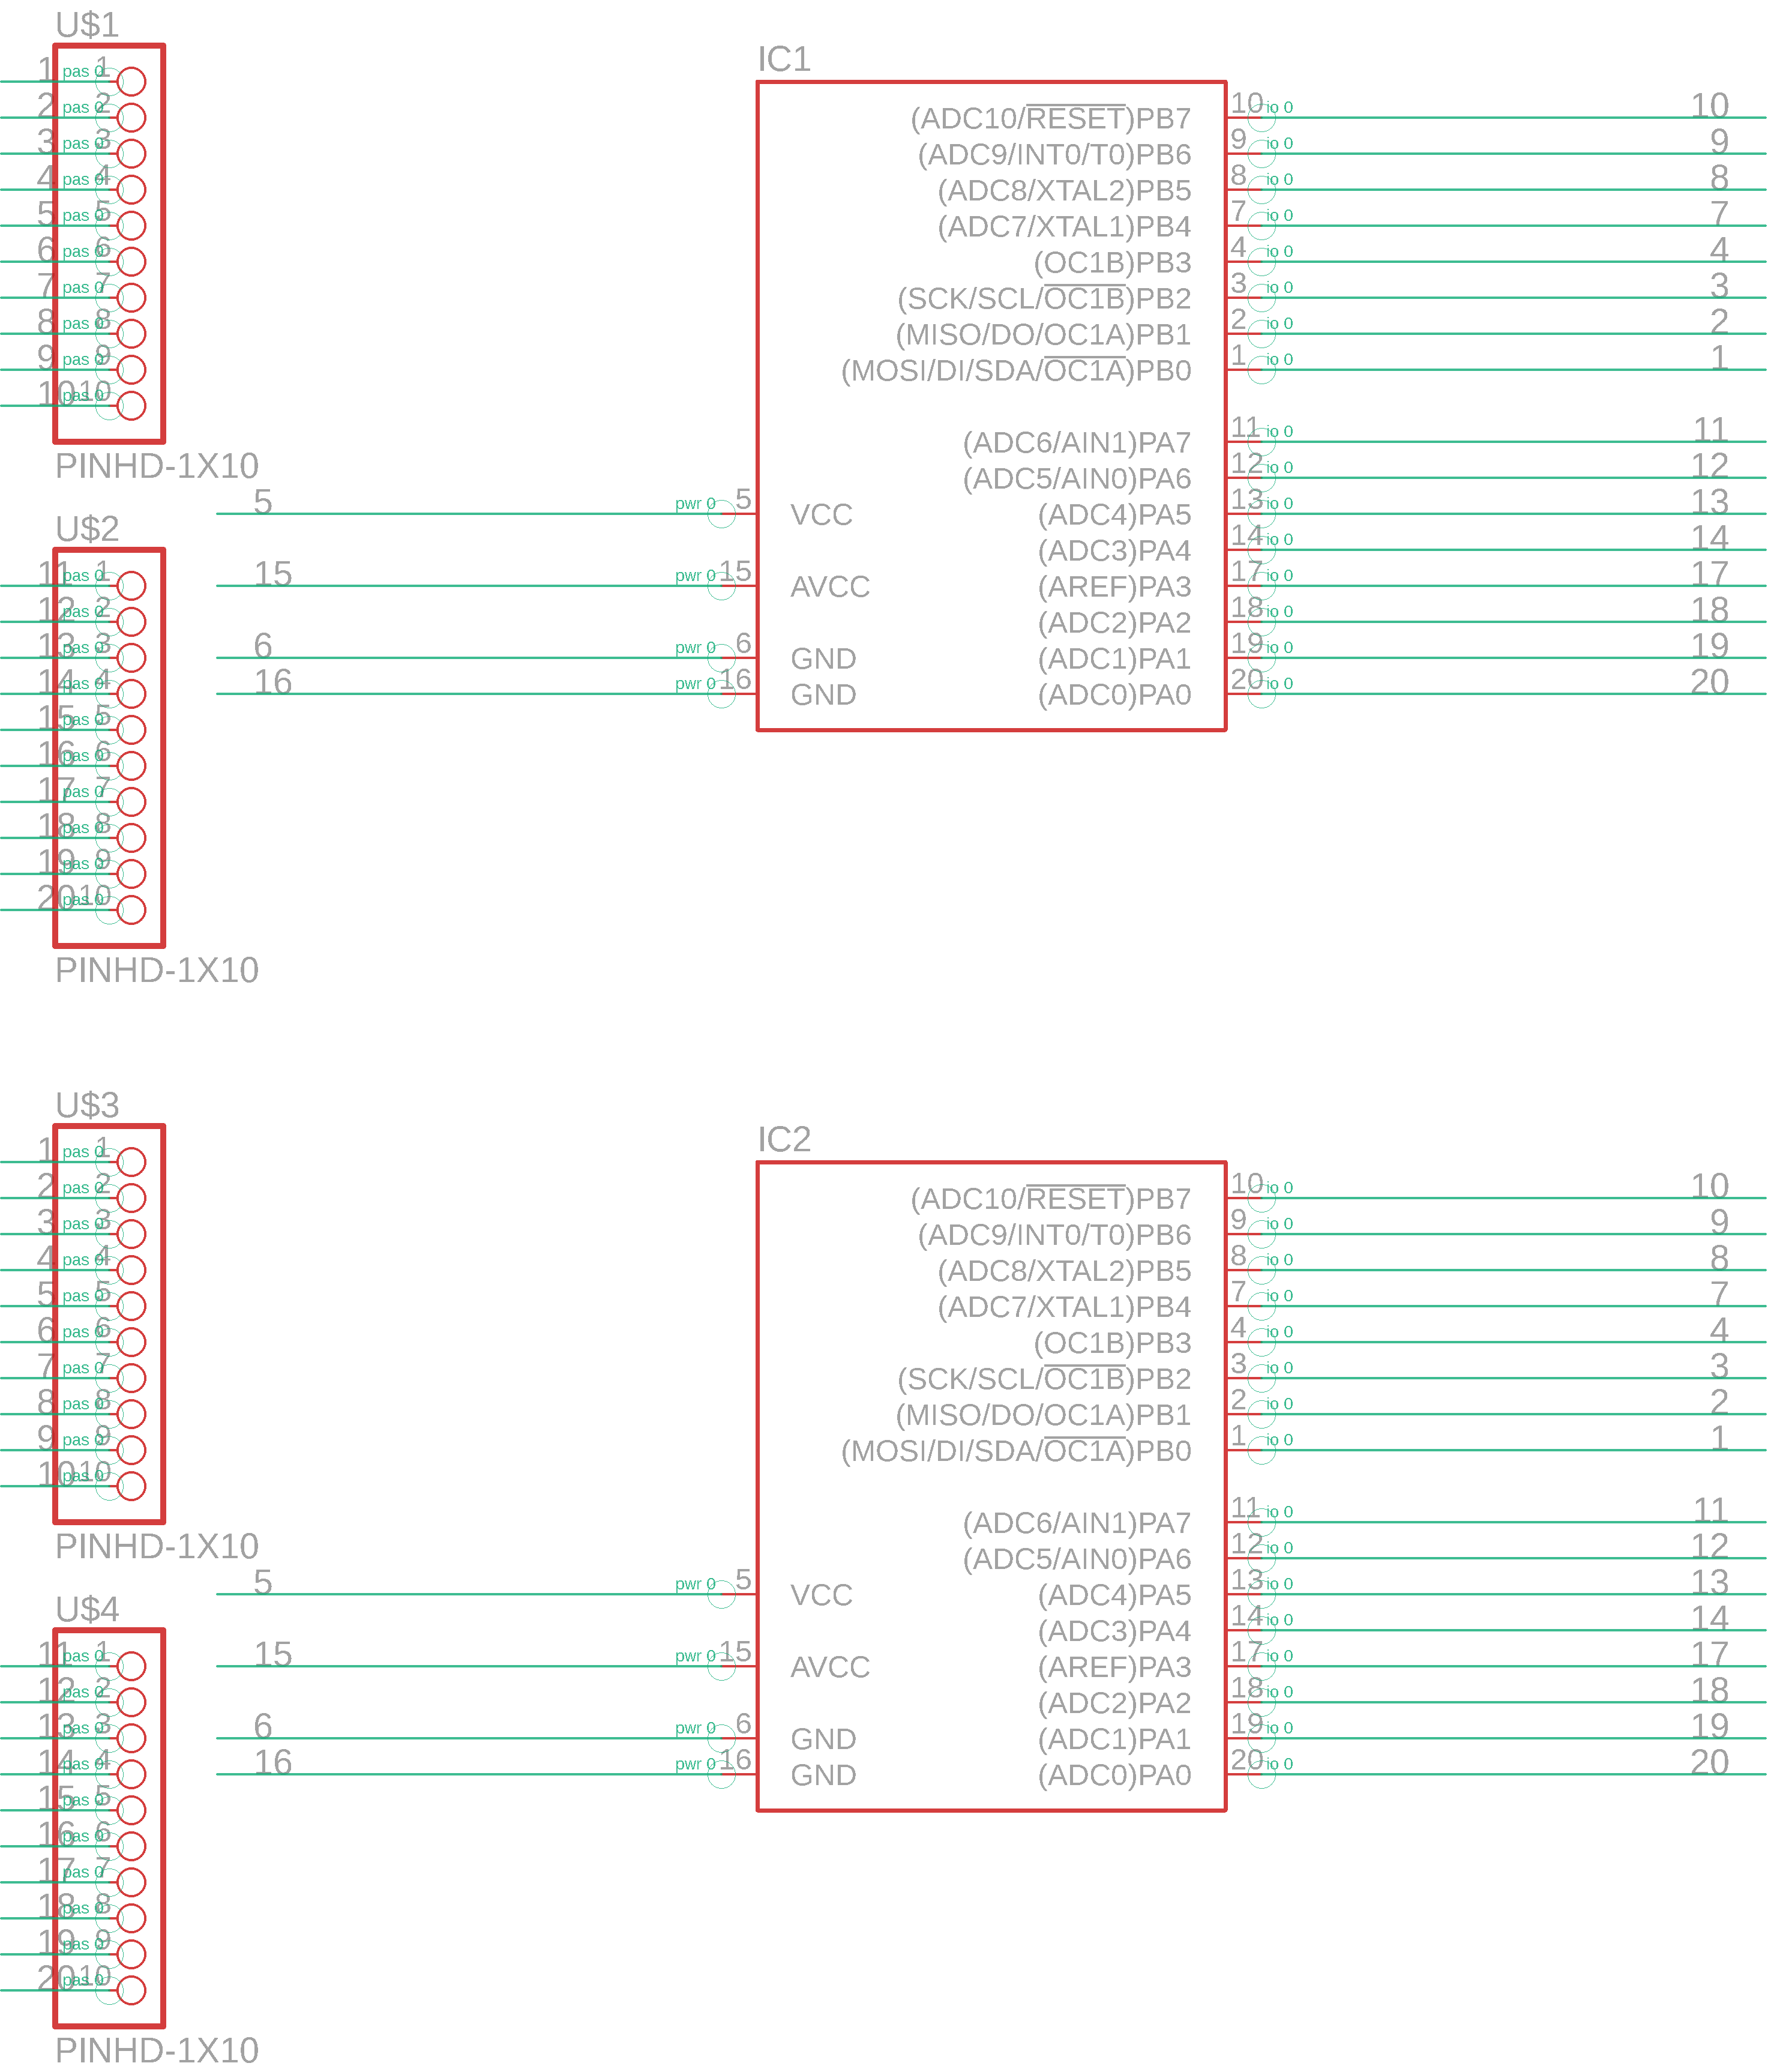 U$1
1 pas 0 1
2 pas 0 2
3 pas 0 3
4 pas 0 4
5 pas 0 5
6 pas 0 6
7 pas 0 7
8 pas 0 8
9 pas 0 9
10 pas 0 10
PINHD-1X10
U$2
11 pas 0 1
12 pas 0 2
13 pas 0 3
14 pas 0 4
15 pas 0 5
16 pas 0 6
17 pas 0 7
18 pas 0 8
19 pas 0 9
20 pas 0 10
PINHD-1X10
IC1
(ADC10/RESET)PB7 10 io 0 10
(ADC9/INT0/T0)PB6 9 io 0 9
(ADC8/XTAL2)PB5 8 io 0 8
(ADC7/XTAL1)PB4 7 io 0 7
(OC1B)PB3 4 io 0 4
(SCK/SCL/OC1B)PB2 3 io 0 3
(MISO/DO/OC1A)PB1 2 io 0 2
(MOSI/DI/SDA/OC1A)PB0 1 io 0 1
(ADC6/AIN1)PA7 11 io 0 11
(ADC5/AIN0)PA6 12 io 0 12
5 pwr 0 5 VCC (ADC4)PA5 13 io 0 13
(ADC3)PA4 14 io 0 14
15 pwr 0 15 AVCC (AREF)PA3 17 io 0 17
(ADC2)PA2 18 io 0 18
6 pwr 0 6 GND (ADC1)PA1 19 io 0 19
16 pwr 0 16 GND (ADC0)PA0 20 io 0 20
U$3
1 pas 0 1
2 pas 0 2
3 pas 0 3
4 pas 0 4
5 pas 0 5
6 pas 0 6
7 pas 0 7
8 pas 0 8
9 pas 0 9
10 pas 0 10
PINHD-1X10
U$4
11 pas 0 1
12 pas 0 2
13 pas 0 3
14 pas 0 4
15 pas 0 5
16 pas 0 6
17 pas 0 7
18 pas 0 8
19 pas 0 9
20 pas 0 10
PINHD-1X10
IC2
(ADC10/RESET)PB7 10 io 0 10
(ADC9/INT0/T0)PB6 9 io 0 9
(ADC8/XTAL2)PB5 8 io 0 8
(ADC7/XTAL1)PB4 7 io 0 7
(OC1B)PB3 4 io 0 4
(SCK/SCL/OC1B)PB2 3 io 0 3
(MISO/DO/OC1A)PB1 2 io 0 2
(MOSI/DI/SDA/OC1A)PB0 1 io 0 1
(ADC6/AIN1)PA7 11 io 0 11
(ADC5/AIN0)PA6 12 io 0 12
5 pwr 0 5 VCC (ADC4)PA5 13 io 0 13
(ADC3)PA4 14 io 0 14
15 pwr 0 15 AVCC (AREF)PA3 17 io 0 17
(ADC2)PA2 18 io 0 18
6 pwr 0 6 GND (ADC1)PA1 19 io 0 19
16 pwr 0 16 GND (ADC0)PA0 20 io 0 20